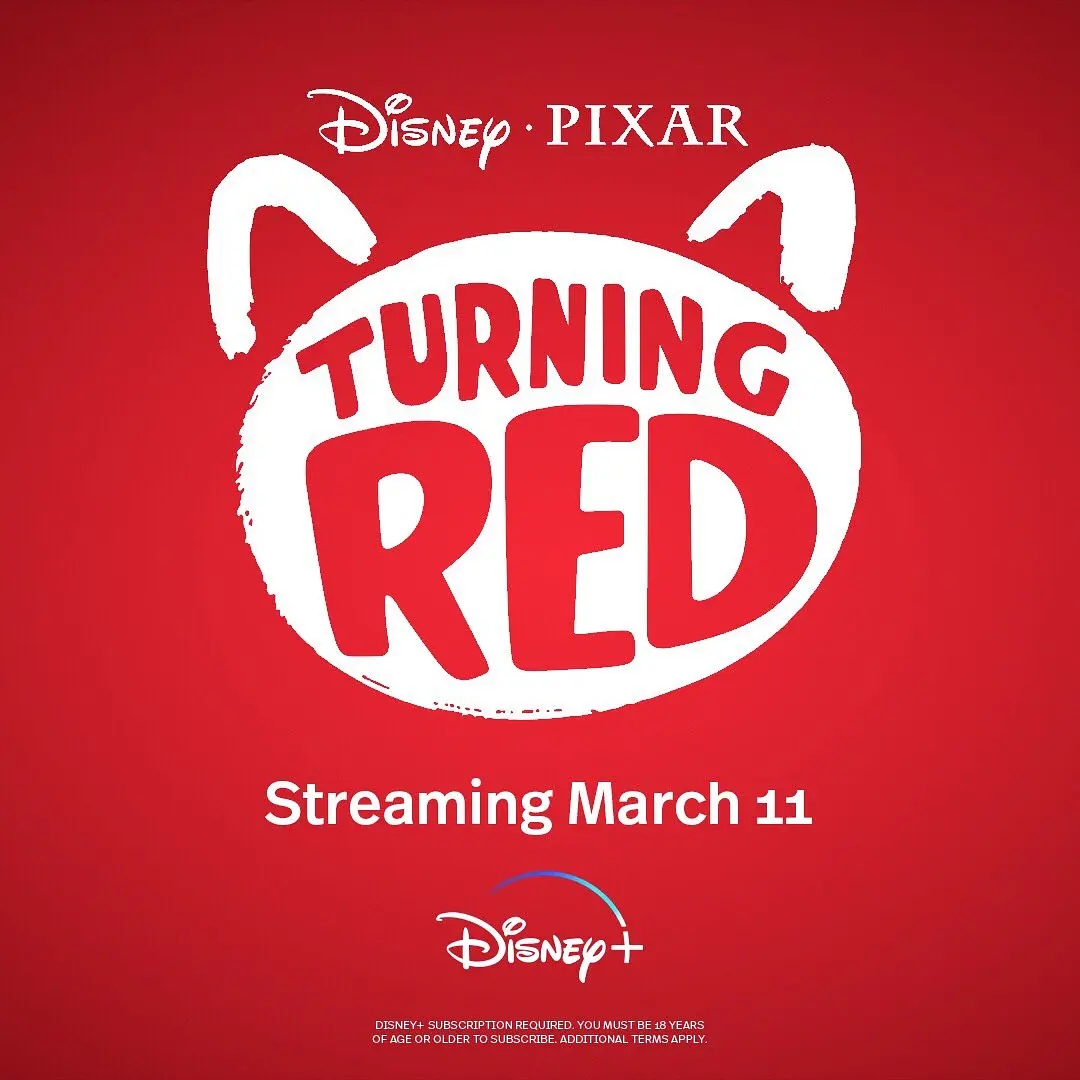 Disney · PIXAR
TURNING
RED
Streaming March 11
Disney+
DISNEY+ SUBSCRIPTION REQUIRED. YOU MUST BE 18 YEARS
OF AGE OR OLDER TO SUBSCRIBE. ADDITIONAL TERMS APPLY.